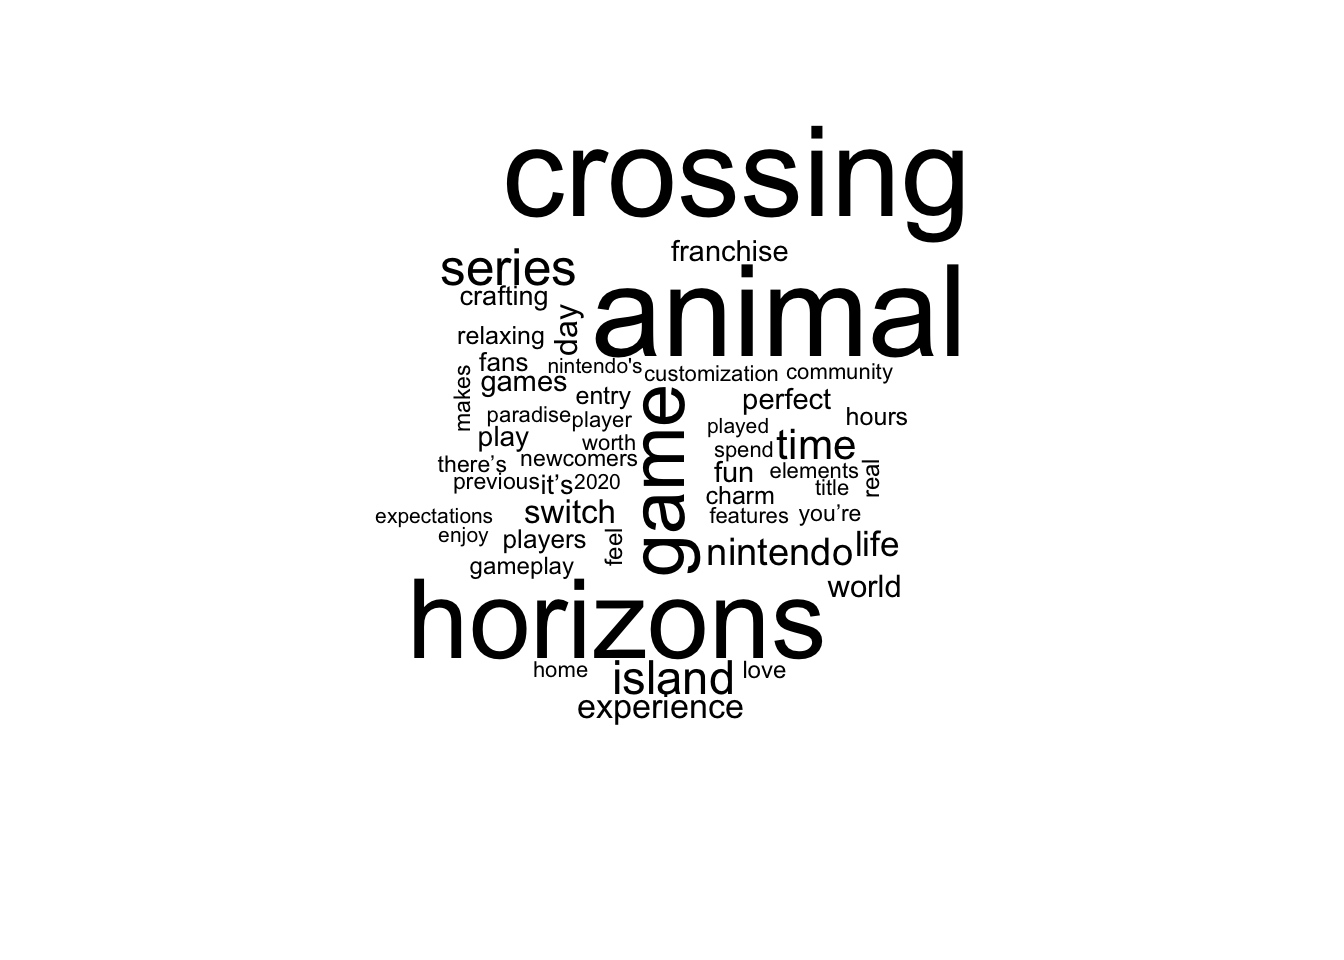 crossing
franchise
series
animal
crafting
day
relaxing
fans
nintendo's
customization
community
makes
games
entry
perfect
paradise
player
game
played
hours
play
worth
spend
time
there’s
newcomers
fun
elements
real
previous
it’s
2020
charm
title
expectations
switch
features
you’re
enjoy
players
feel
nintendo
life
gameplay
world
horizons
home
island
love
experience